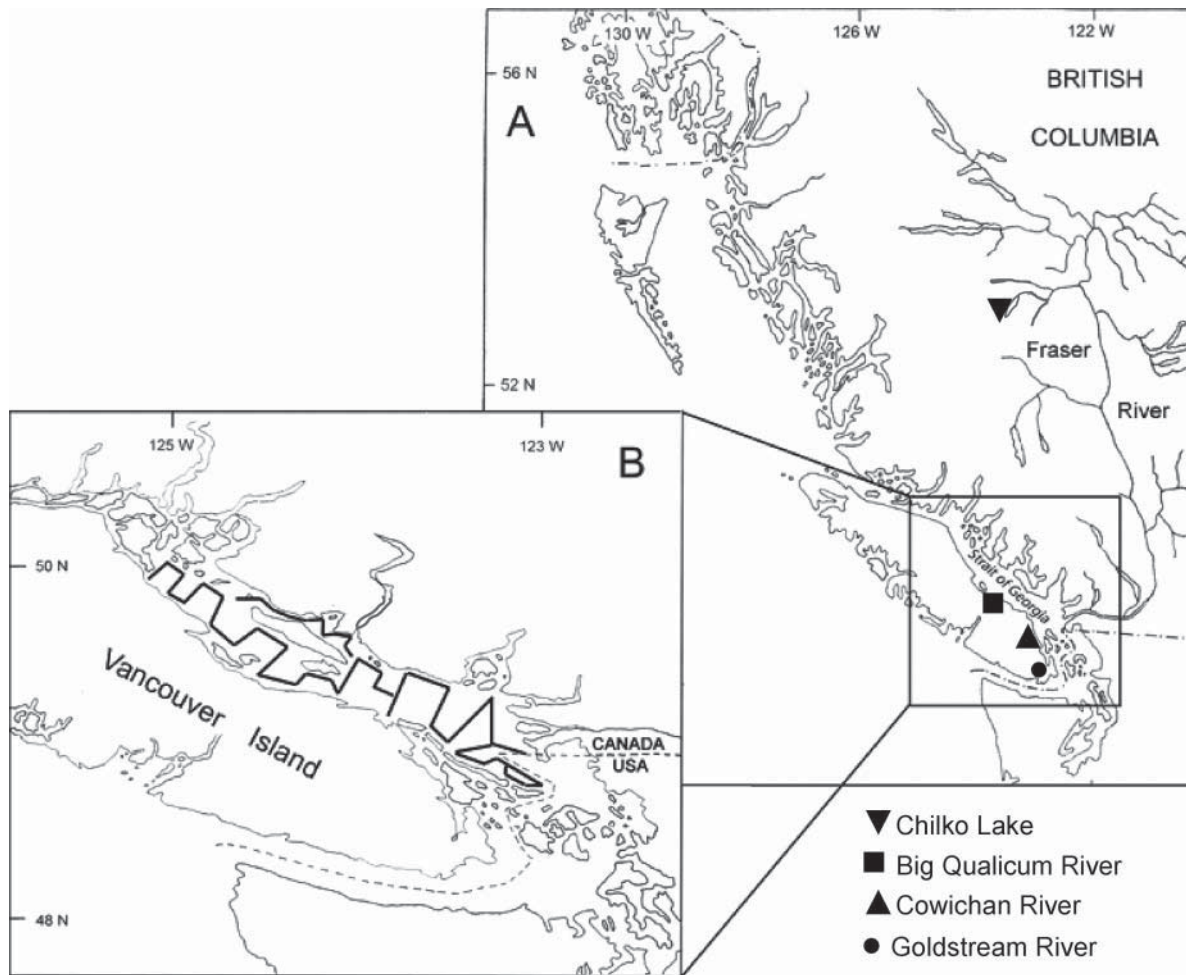 130 W
126 W
122 W
56 N
BRITISH
COLUMBIA
A
Fraser
River
52 N
Strait of Georgia
125 W
123 W
B
50 N
Vancouver Island
CANADA
USA
48 N
Chilko Lake
Big Qualicum River
Cowichan River
Goldstream River